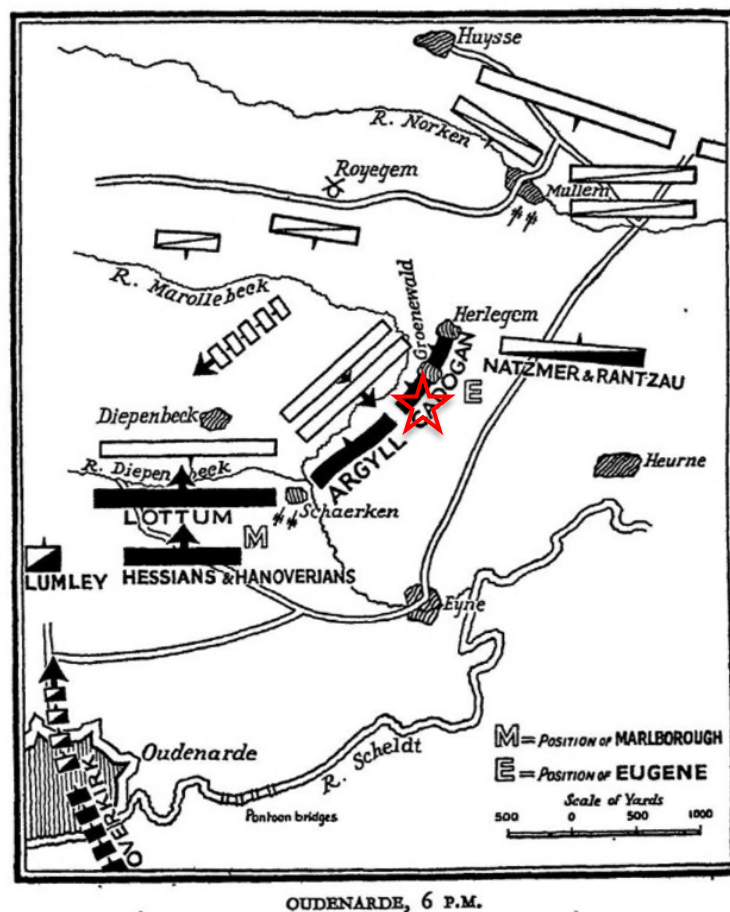 Huysse
R. Norken
Royegem
Mullem
R. Marollebeck
Groenewald
Herlegem
NATZMER & RANTZAU
CADOGAN
E
Diepenbeck
ARGYLL
Heurne
R. Diepenbeck
LOTTUM
Schaerken
M
LUMLEY
HESSIANS & HANOVERIANS
Eyne
Oudenarde
R. Scheldt
OVERKIRK
Pontoon bridges
M = POSITION OF MARLBOROUGH
E = POSITION OF EUGENE
Scale of Yards
500 0 500 1000
OUDENARDE, 6 P.M.